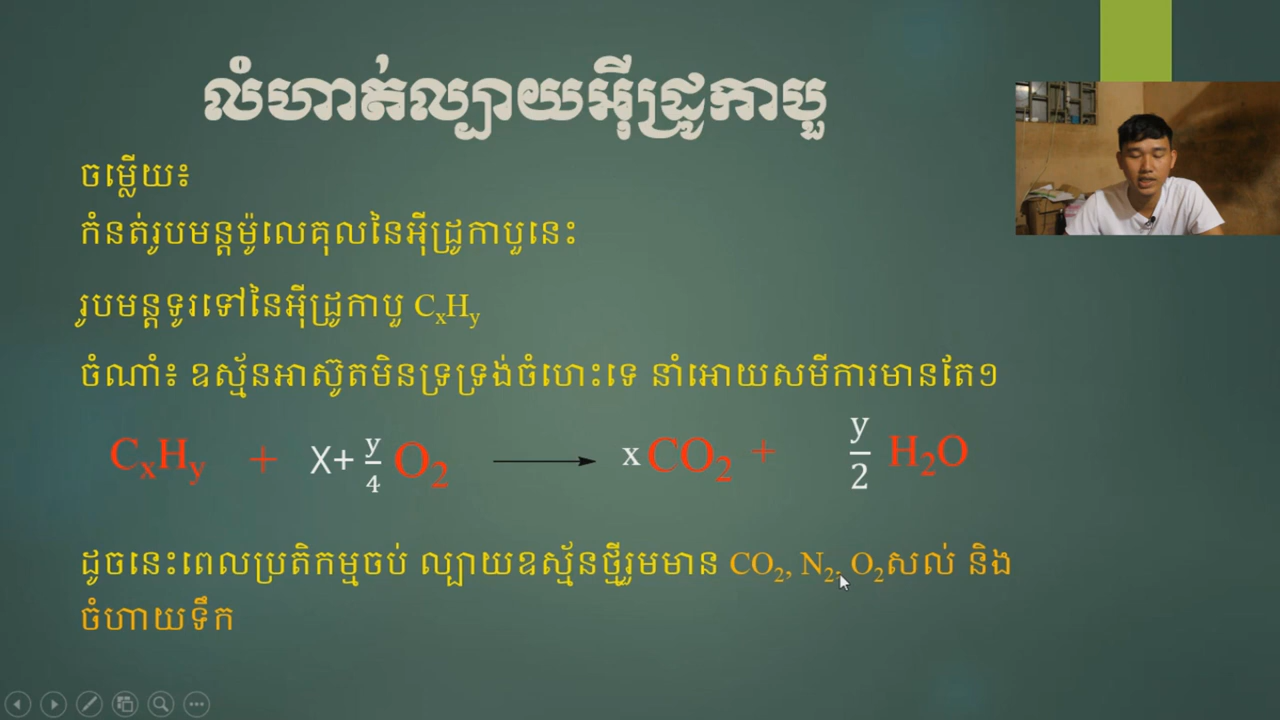 លំហាត់ល្បាយអ៊ីដ្រូកាបួ
ចម្លើយ៖
កំនត់រូបមន្តម៉ូលេគុលនៃអ៊ីដ្រូកាបួនេះ
រូបមន្តទូរទៅនៃអ៊ីដ្រូកាបួ CxHy
ចំណាំ៖ ឧស្ម័នអាស៊ូតមិនទ្រទ្រង់ចំហេះទេ នាំអោយសមីការមានតែ១
CxHy + X+ y/4 O2 → x CO2 + y/2 H2O
ដូចនេះពេលប្រតិកម្មចប់ ល្បាយឧស្ម័នថ្មីរួមមាន CO2, N2, O2សល់ និង
ចំហាយទឹក